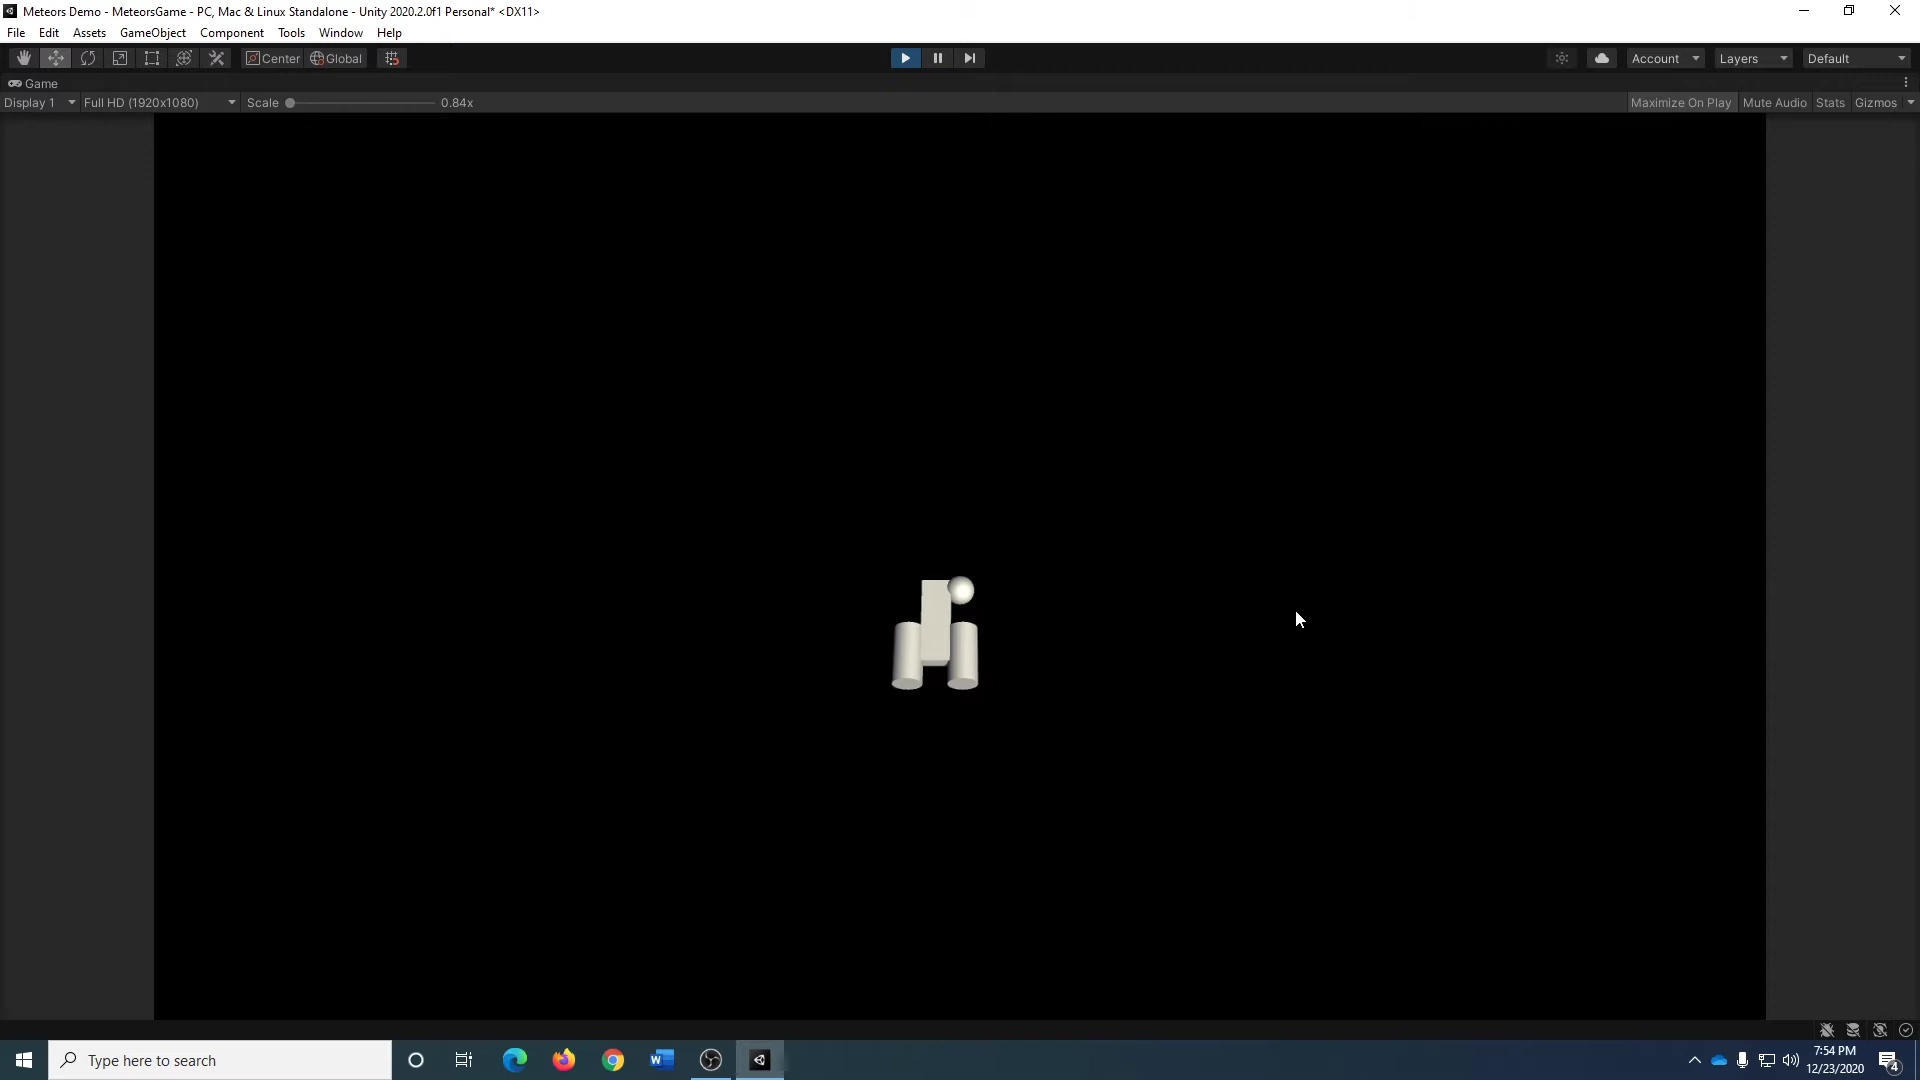 Meteors Demo - MeteorsGame - PC, Mac & Linux Standalone - Unity 2020.2.0f1 Personal* <DX11>
File Edit Assets GameObject Component Tools Window Help
Center Global Account Layers Default
Game
Display 1 Full HD (1920x1080) Scale 0.84x Maximize On Play Mute Audio Stats Gizmos
Type here to search
7:54 PM
12/23/2020
4